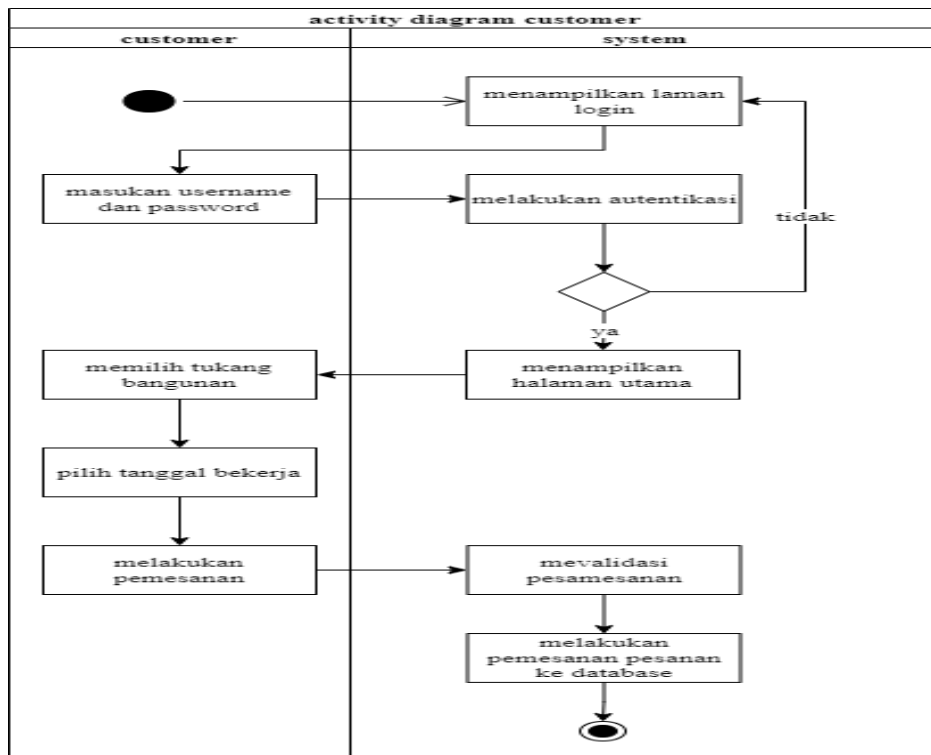 activity diagram customer
customer
system
menampilkan laman
login
masukan username
dan password
melakukan autentikasi
tidak
ya
memilih tukang
bangunan
menampilkan
halaman utama
pilih tanggal bekerja
melakukan
pemesanan
mevalidasi
pesamesanan
melakukan
pemesanan pesanan
ke database